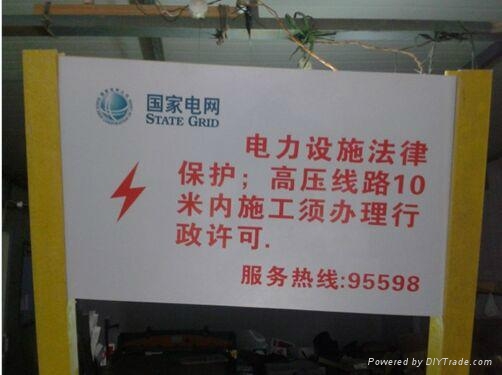 国家电网
STATE GRID
电力设施法律
保护；高压线路10
米内施工须办理行
政许可.
服务热线:95598
Powered by DIYTrade.com